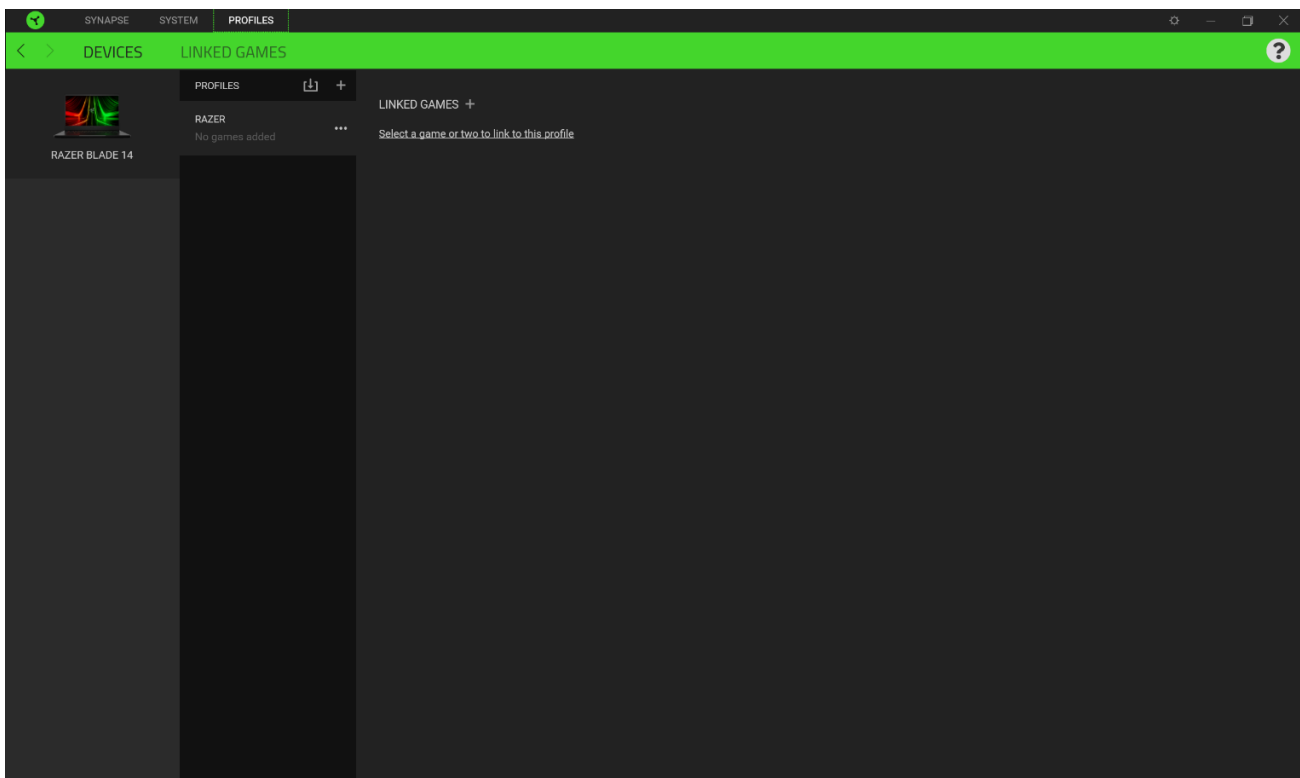 SYNAPSE SYSTEM PROFILES
DEVICES LINKED GAMES
?
PROFILES
RAZER
No games added
RAZER BLADE 14
LINKED GAMES +
Select a game or two to link to this profile